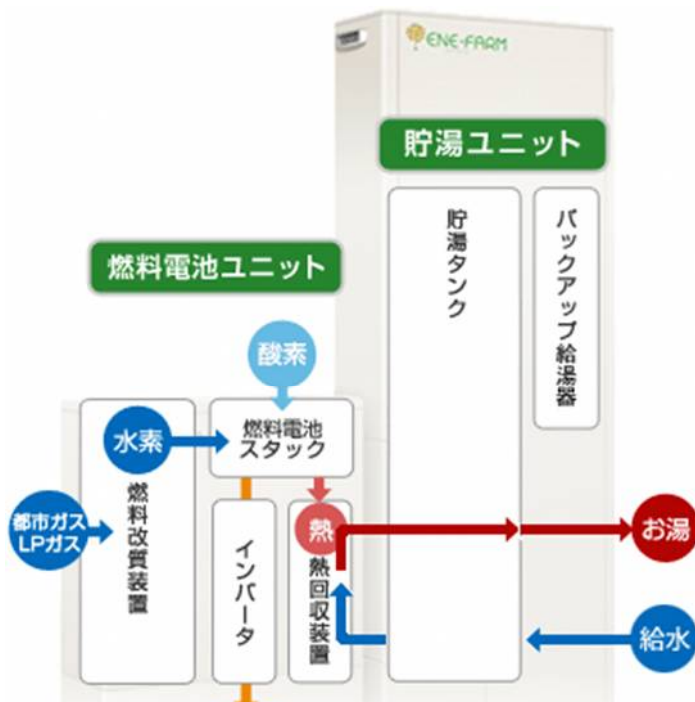 ENE・FARM
貯湯ユニット
貯湯タンク
バックアップ給湯器
燃料電池ユニット
酸素
燃料電池
スタック
水素
都市ガス
LPガス
燃料改質装置
インバータ
熱
熱回収装置
お湯
給水